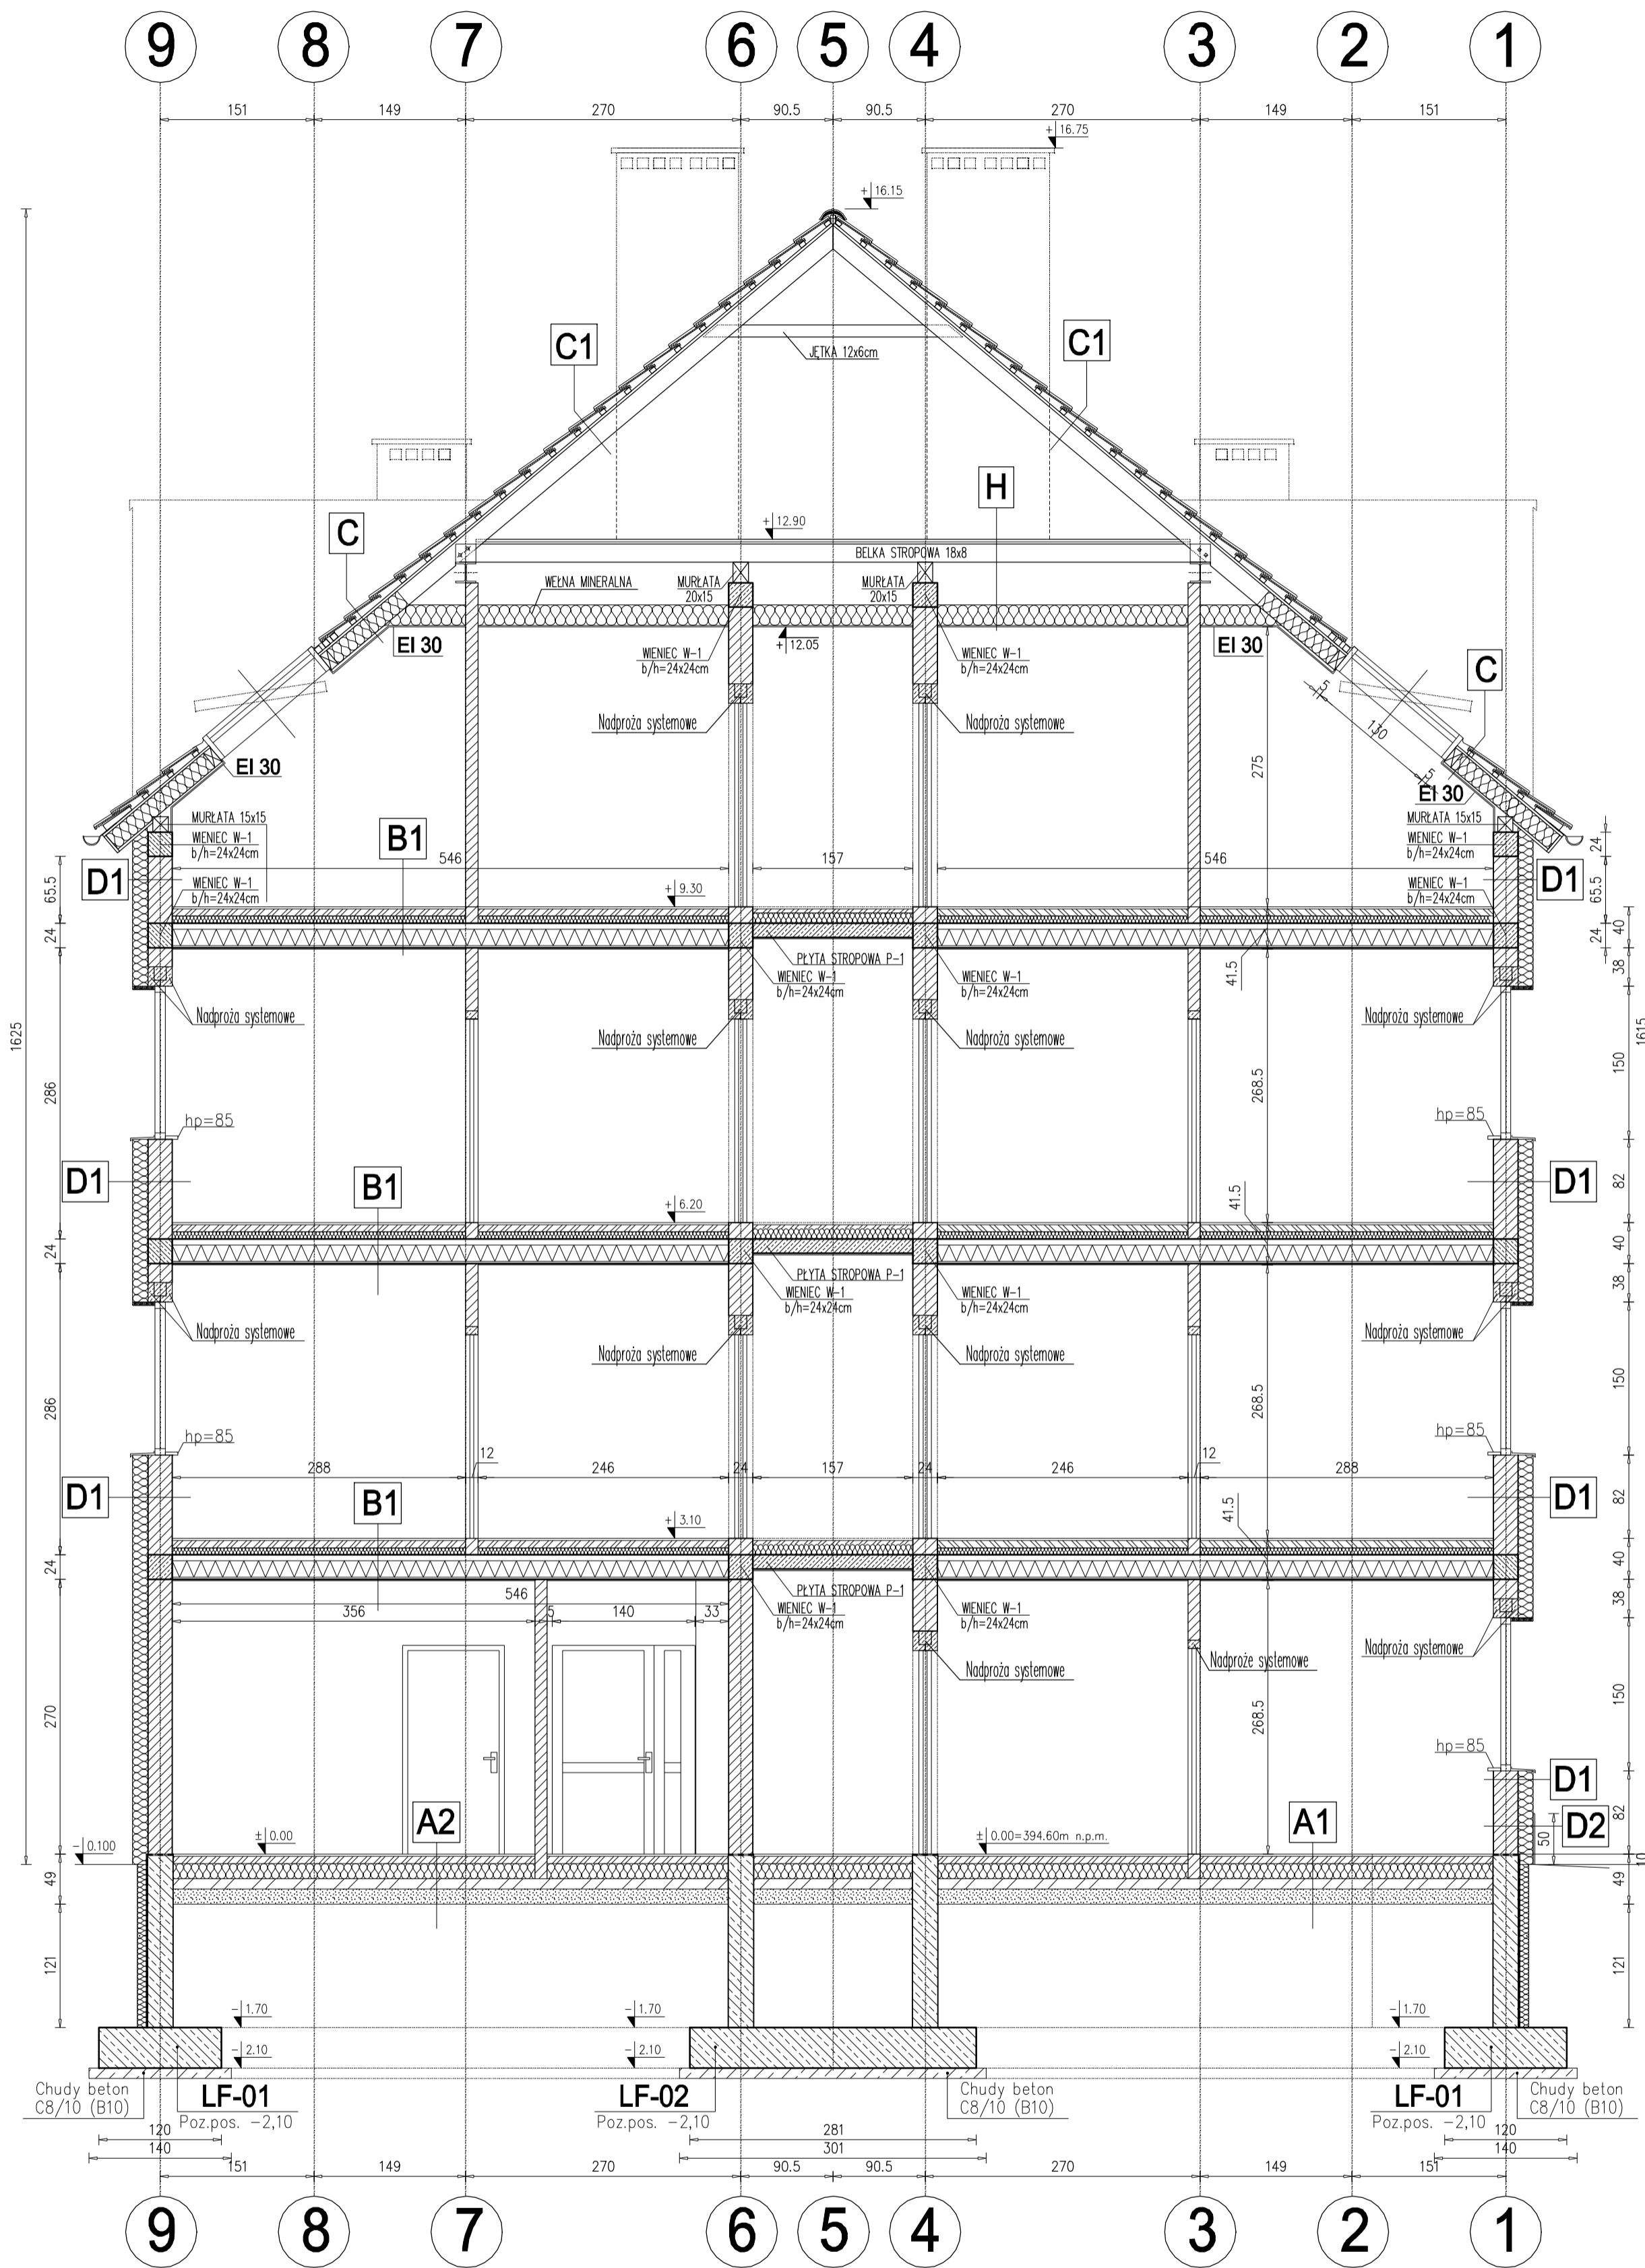 9 8 7 6 5 4 3 2 1
151 149 270 90.5 90.5 270 149 151
+ 16.75
+ 16.15
C1 C1
JĘTKA 12x6cm
H
+ 12.90
C
BELKA STROPOWA 18x8
WEŁNA MINERALNA
MURŁATA
20x15
MURŁATA
20x15
+ 12.05
EI 30 EI 30
WIENIEC W-1
b/h=24x24cm
WIENIEC W-1
b/h=24x24cm
C
5
130
5
Nadproża systemowe Nadproża systemowe
275
EI 30 EI 30
MURŁATA 15x15 MURŁATA 15x15
WIENIEC W-1
b/h=24x24cm
WIENIEC W-1
b/h=24x24cm
24
B1
546 157 546
D1 D1
65.5 65.5
WIENIEC W-1
b/h=24x24cm
WIENIEC W-1
b/h=24x24cm
+ 9.30
24 24 40
PŁYTA STROPOWA P-1
41.5
38
WIENIEC W-1
b/h=24x24cm
WIENIEC W-1
b/h=24x24cm
Nadproża systemowe Nadproża systemowe
Nadproża systemowe Nadproża systemowe
1625 1615
286 268.5 150
hp=85 hp=85
D1 B1 D1
82
+ 6.20
41.5
24 40
PŁYTA STROPOWA P-1
38
WIENIEC W-1
b/h=24x24cm
WIENIEC W-1
b/h=24x24cm
Nadproża systemowe Nadproża systemowe
Nadproża systemowe Nadproża systemowe
286 268.5 150
hp=85 hp=85
12 12
288 246 24 157 24 246 288
D1 B1 D1
82
41.5
+ 3.10
24 40
PŁYTA STROPOWA P-1
38
546
356 5 140 33
WIENIEC W-1
b/h=24x24cm
WIENIEC W-1
b/h=24x24cm
Nadproża systemowe Nadproże systemowe Nadproża systemowe
270 268.5 150
hp=85
D1
82
A2 A1 D2
50
± 0.00 ± 0.00=394.60m n.p.m.
- 0.100
10
49 49
121 121
- 1.70 - 1.70 - 1.70
- 2.10 - 2.10 - 2.10
Chudy beton
C8/10 (B10)
LF-01
Poz.pos. -2,10
LF-02
Poz.pos. -2,10
Chudy beton
C8/10 (B10)
LF-01
Poz.pos. -2,10
Chudy beton
C8/10 (B10)
120 281 120
140 301 140
151 149 270 90.5 90.5 270 149 151
9 8 7 6 5 4 3 2 1